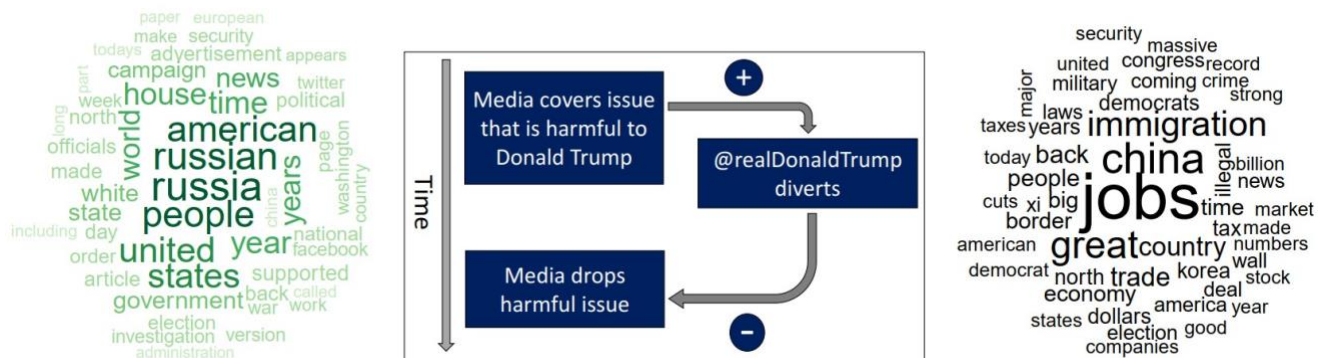 paper european
make security
todays advertisement appears
campaign news twitter
part week house time political
long north american
officials world russian page washington
made russia china years country
white people
state
including day united year national
order facebook
article states supported
government back called
war work
election
investigation version
administration
Time
Media covers issue
that is harmful to
Donald Trump
+
@realDonaldTrump
diverts
Media drops
harmful issue
-
security massive
united congress record
major military coming crime
laws democrats strong
taxes years immigration
today back china illegal billion
people news
cuts xi big jobs time market
border tax made
american great country numbers
democrat north trade korea wall stock
economy deal
america year
states dollars
election good
companies